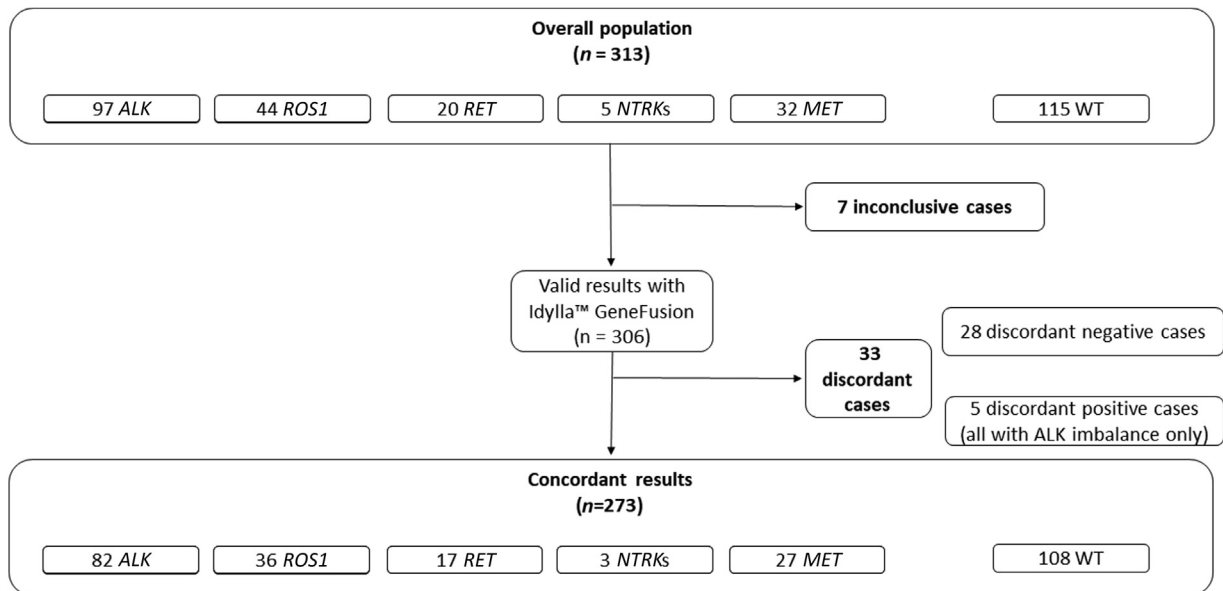 Overall population
(n = 313)
97 ALK
44 ROS1
20 RET
5 NTRKs
32 MET
115 WT
7 inconclusive cases
Valid results with
Idylla™ GeneFusion
(n = 306)
33
discordant
cases
28 discordant negative cases
5 discordant positive cases
(all with ALK imbalance only)
Concordant results
(n=273)
82 ALK
36 ROS1
17 RET
3 NTRKs
27 MET
108 WT